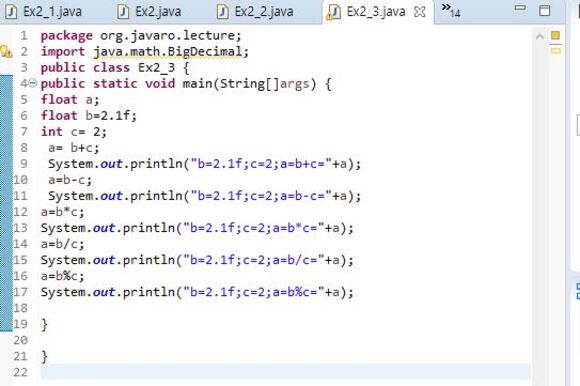 Ex2_1.java Ex2.java Ex2_2.java Ex2_3.java »14
1 package org.javaro.lecture;
2 import java.math.BigDecimal;
3 public class Ex2_3 {
4 public static void main(String[]args) {
5 float a;
6 float b=2.1f;
7 int c= 2;
8 a= b+c;
9 System.out.println("b=2.1f;c=2;a=b+c="+a);
10 a=b-c;
11 System.out.println("b=2.1f;c=2;a=b-c="+a);
12 a=b*c;
13 System.out.println("b=2.1f;c=2;a=b*c="+a);
14 a=b/c;
15 System.out.println("b=2.1f;c=2;a=b/c="+a);
16 a=b%c;
17 System.out.println("b=2.1f;c=2;a=b%c="+a);
18
19 }
20
21 }
22